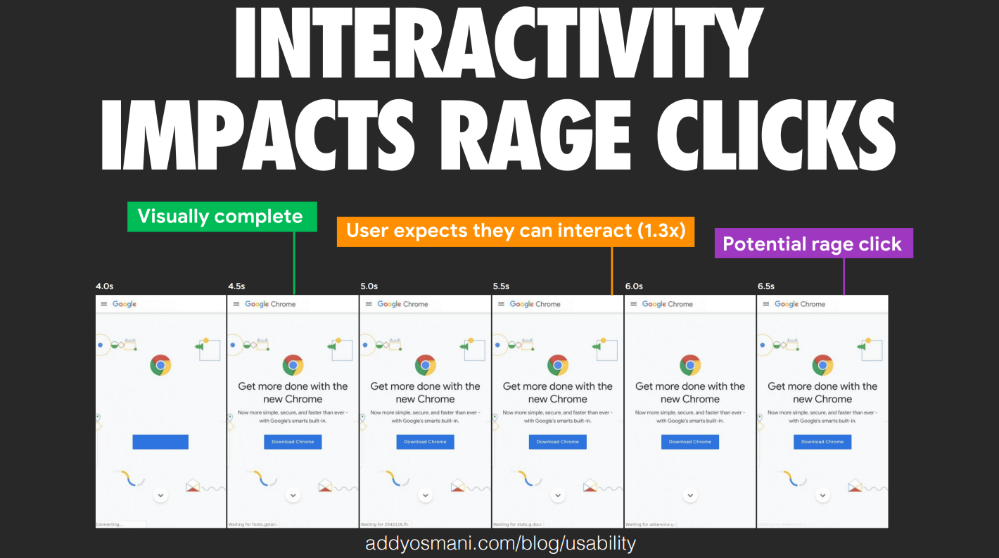 INTERACTIVITY
IMPACTS RAGE CLICKS
Visually complete
User expects they can interact (1.3x)
Potential rage click
4.0s
4.5s
5.0s
5.5s
6.0s
6.5s
Google
Connecting...
Google Chrome
Get more done with the
new Chrome
Now more simple, secure, and faster than ever -
with Google's smarts built-in.
Download Chrome
Waiting for fonts.gstatic
Google Chrome
Get more done with the
new Chrome
Now more simple, secure, and faster than ever -
with Google's smarts built-in.
Download Chrome
Waiting for 2542116.fls
Google Chrome
Get more done with the
new Chrome
Now more simple, secure, and faster than ever -
with Google's smarts built-in.
Download Chrome
Waiting for stats.g.doub
Google Chrome
Get more done with the
new Chrome
Now more simple, secure, and faster than ever -
with Google's smarts built-in.
Download Chrome
Waiting for adservice.g
Google Chrome
Get more done with the
new Chrome
Now more simple, secure, and faster than ever -
with Google's smarts built-in.
Download Chrome
addyosmani.com/blog/usability